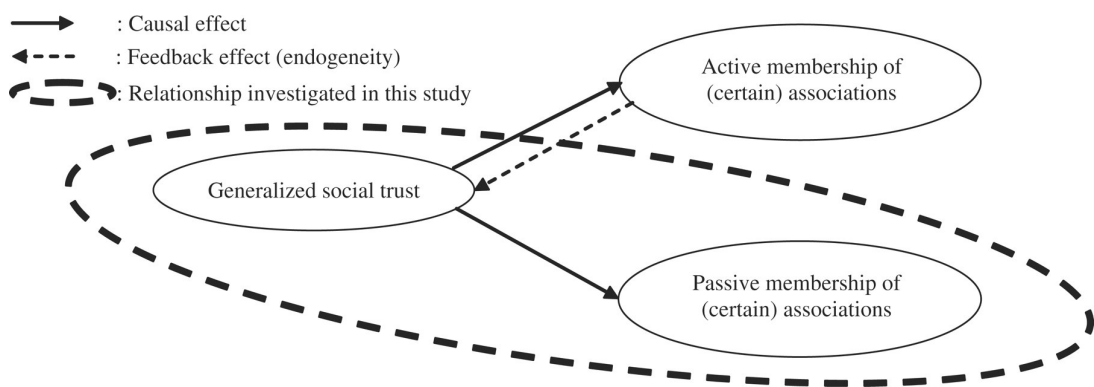 : Causal effect
: Feedback effect (endogeneity)
: Relationship investigated in this study
Active membership of
(certain) associations
Generalized social trust
Passive membership of
(certain) associations